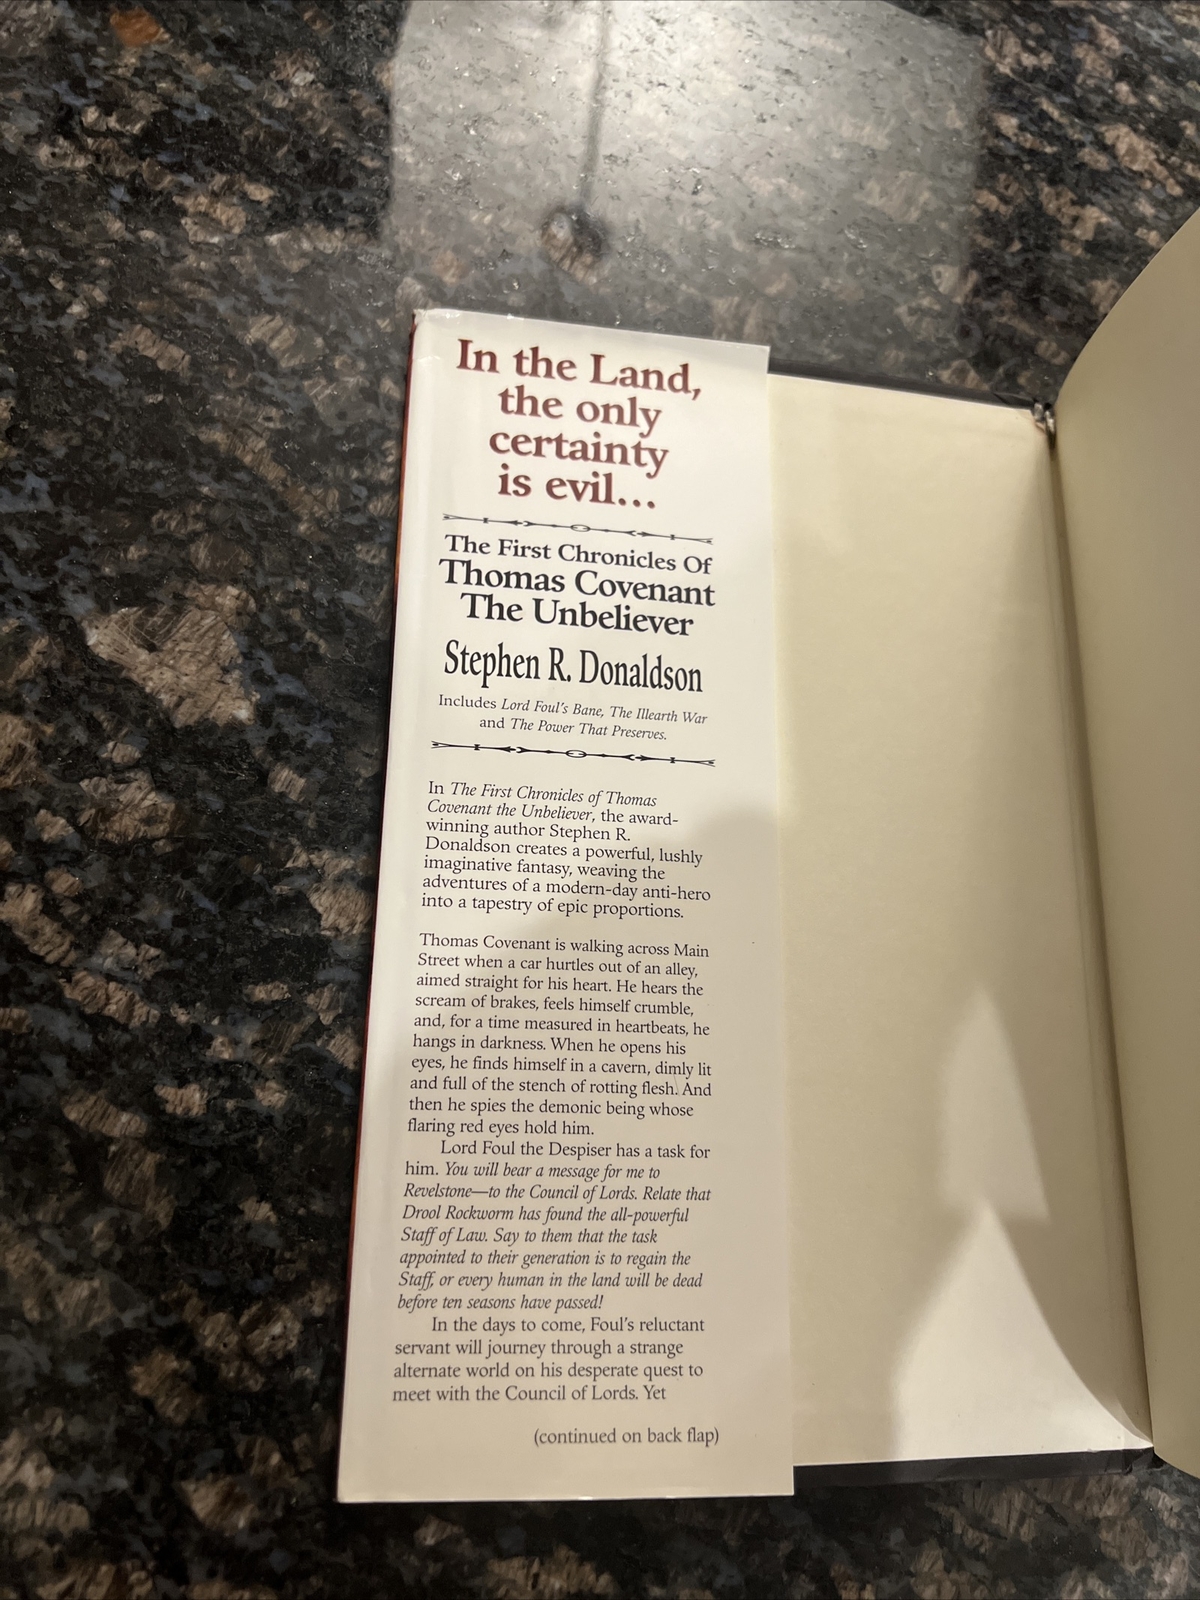 In the Land,
the only
certainty
is evil...
The First Chronicles Of
Thomas Covenant
The Unbeliever
Stephen R. Donaldson
Includes Lord Foul's Bane, The Illearth War
and The Power That Preserves.
In The First Chronicles of Thomas
Covenant the Unbeliever, the award-
winning author Stephen R.
Donaldson creates a powerful, lushly
imaginative fantasy, weaving the
adventures of a modern-day anti-hero
into a tapestry of epic proportions.
Thomas Covenant is walking across Main
Street when a car hurtles out of an alley,
aimed straight for his heart. He hears the
scream of brakes, feels himself crumble,
and, for a time measured in heartbeats, he
hangs in darkness. When he opens his
eyes, he finds himself in a cavern, dimly lit
and full of the stench of rotting flesh. And
then he spies the demonic being whose
flaring red eyes hold him.
Lord Foul the Despiser has a task for
him. You will bear a message for me to
Revelstone—to the Council of Lords. Relate that
Drool Rockworm has found the all-powerful
Staff of Law. Say to them that the task
appointed to their generation is to regain the
Staff, or every human in the land will be dead
before ten seasons have passed!
In the days to come, Foul's reluctant
servant will journey through a strange
alternate world on his desperate quest to
meet with the Council of Lords. Yet
(continued on back flap)